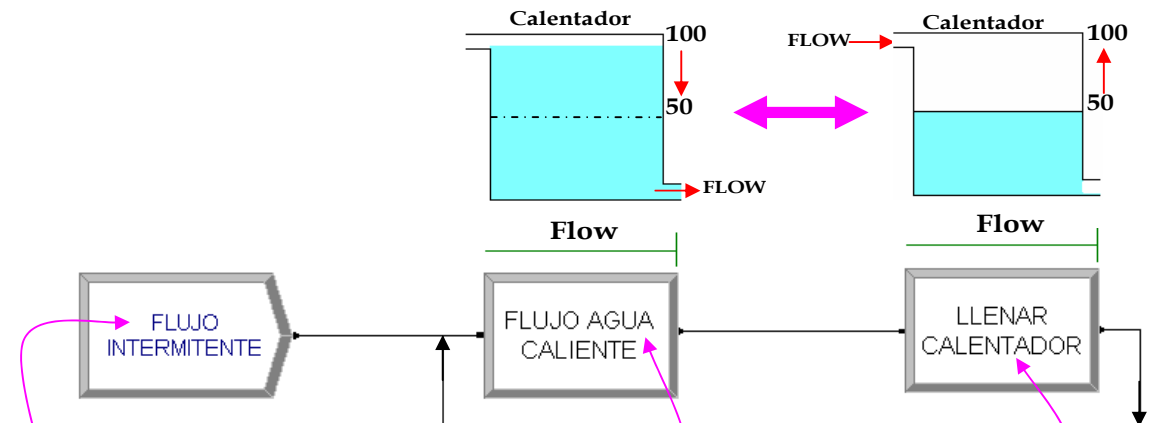 Calentador
100
50
FLOW
Calentador
FLOW
100
50
Flow
Flow
FLUJO
INTERMITENTE
FLUJO AGUA
CALIENTE
LLENAR
CALENTADOR